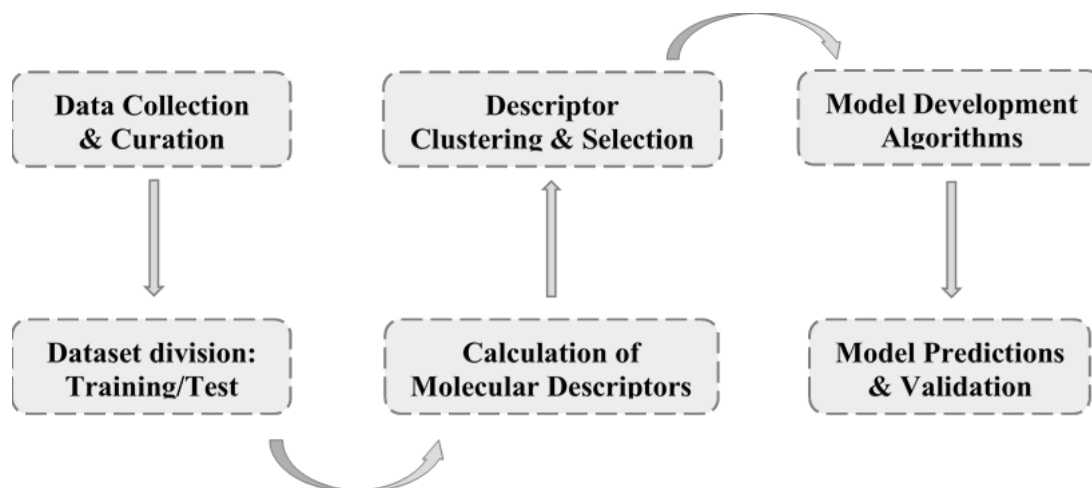 Data Collection
& Curation
Dataset division:
Training/Test
Calculation of
Molecular Descriptors
Descriptor
Clustering & Selection
Model Development
Algorithms
Model Predictions
& Validation